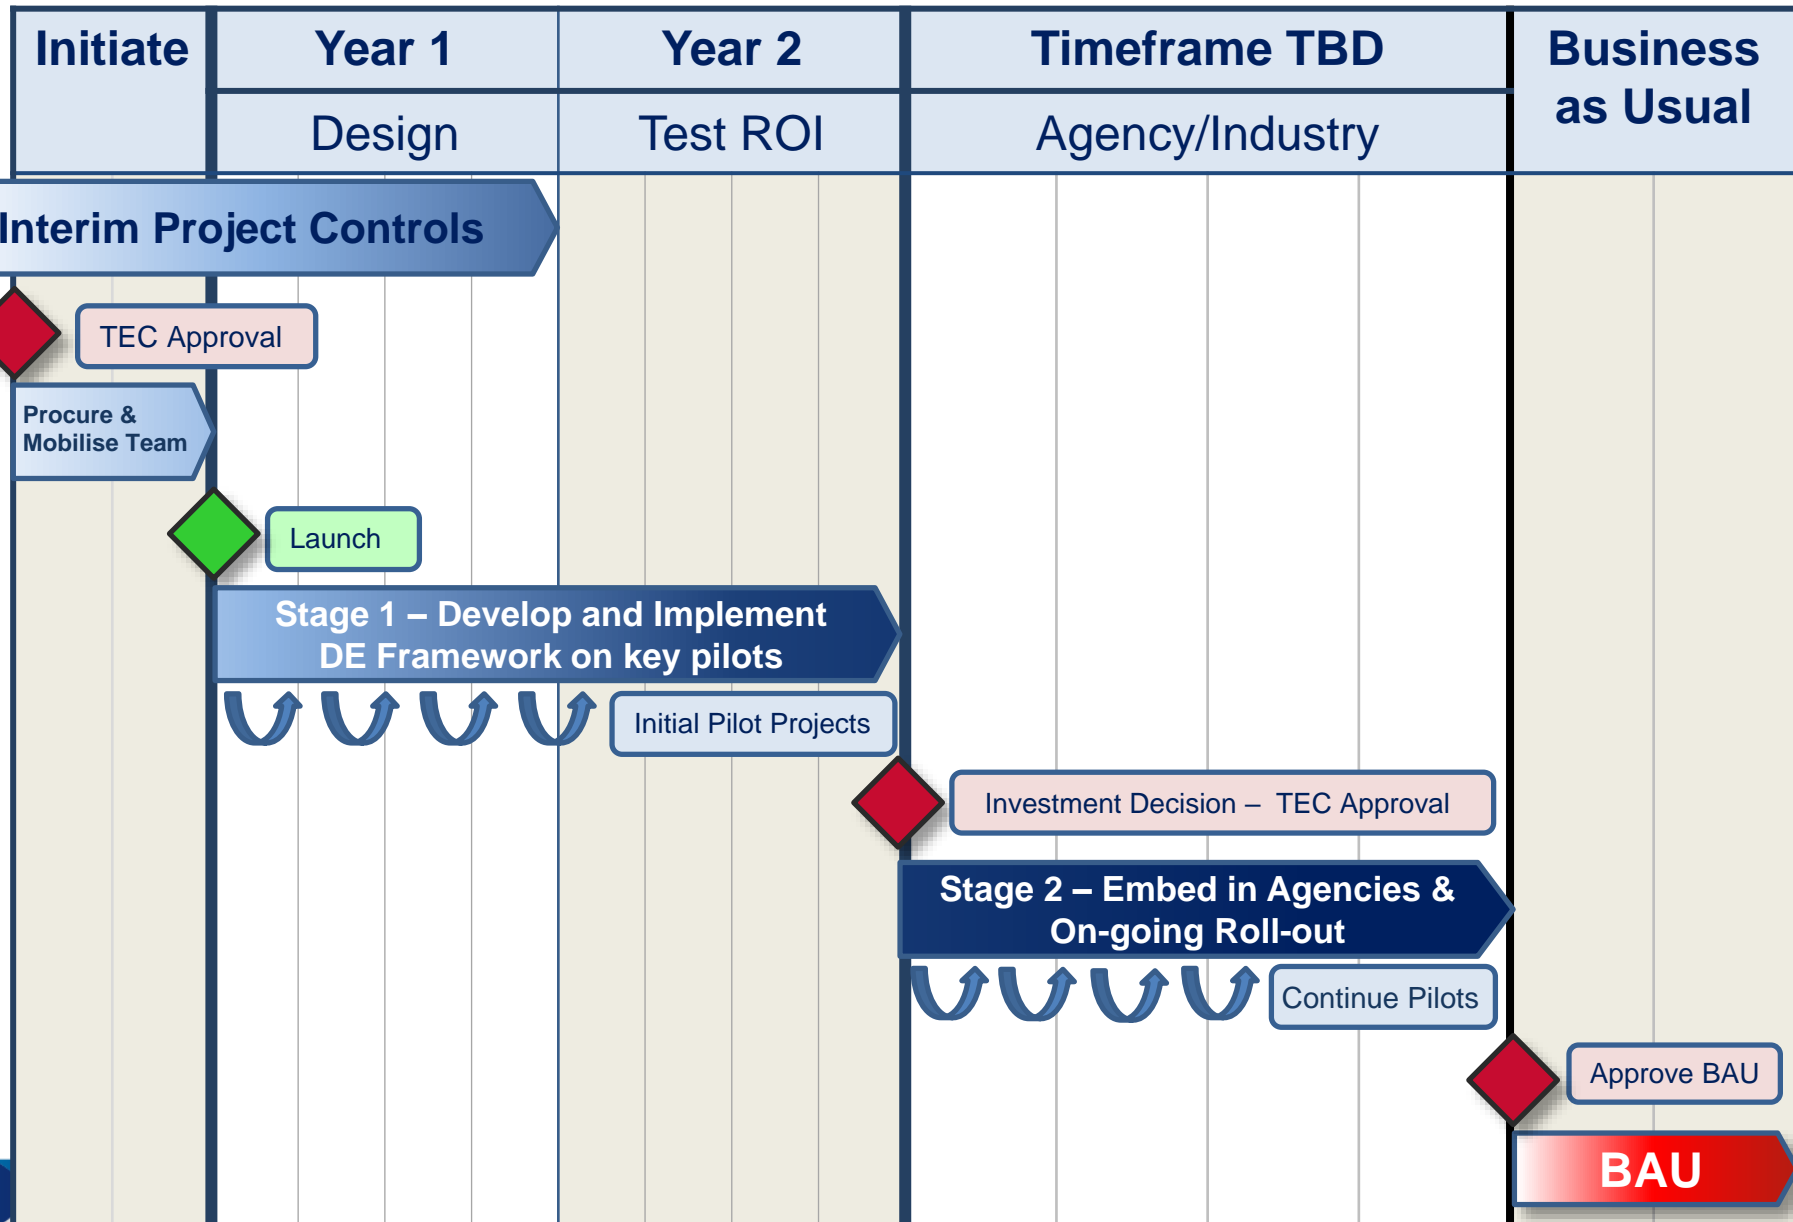 Initiate
Year 1
Year 2
Timeframe TBD
Business
as Usual
Design
Test ROI
Agency/Industry
Interim Project Controls
TEC Approval
Procure &
Mobilise Team
Launch
Stage 1 – Develop and Implement
DE Framework on key pilots
Initial Pilot Projects
Investment Decision –  TEC Approval
Stage 2 – Embed in Agencies &
On-going Roll-out
Continue Pilots
Approve BAU
BAU